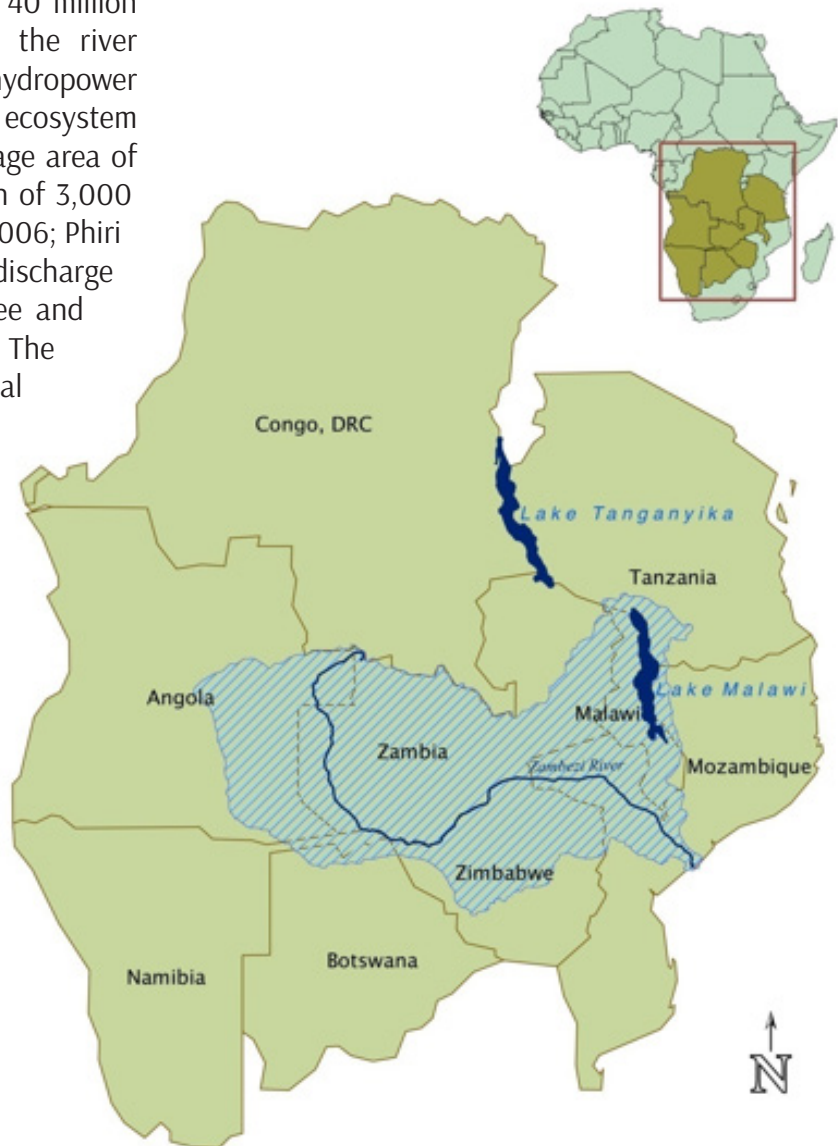 40 million
the river
hydropower
ecosystem
age area of
of 3,000
006; Phiri
discharge
ee and
The
al
Congo, DRC
Lake Tanganyika
Tanzania
Angola
Lake Malawi
Malawi
Zambia
Mozambique
Zambezi River
Zimbabwe
Botswana
Namibia
N